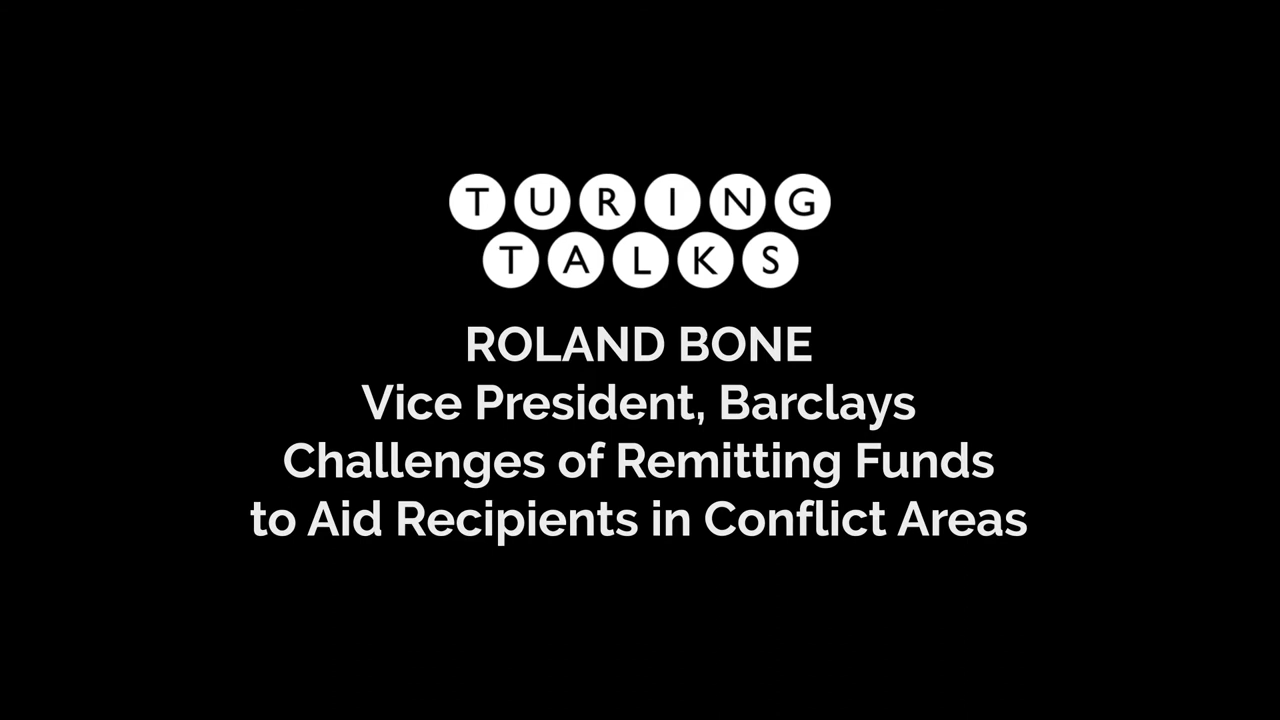 TURING
TALKS
ROLAND BONE
Vice President, Barclays
Challenges of Remitting Funds
to Aid Recipients in Conflict Areas